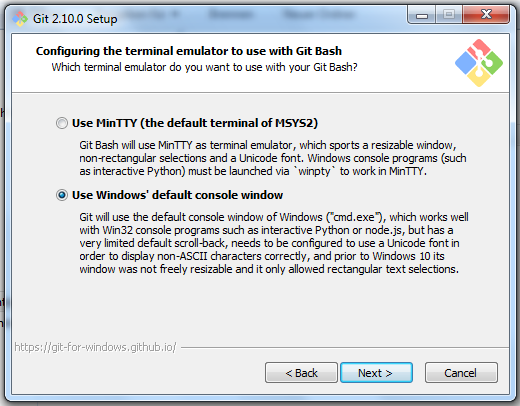 Git 2.10.0 Setup
Configuring the terminal emulator to use with Git Bash
Which terminal emulator do you want to use with your Git Bash?
Use MinTTY (the default terminal of MSYS2)
Git Bash will use MinTTY as terminal emulator, which sports a resizable window,
non-rectangular selections and a Unicode font. Windows console programs (such
as interactive Python) must be launched via `winpty` to work in MinTTY.
Use Windows' default console window
Git will use the default console window of Windows ("cmd.exe"), which works well
with Win32 console programs such as interactive Python or node.js, but has a
very limited default scroll-back, needs to be configured to use a Unicode font in
order to display non-ASCII characters correctly, and prior to Windows 10 its
window was not freely resizable and it only allowed rectangular text selections.
https://git-for-windows.github.io/
< Back Next > Cancel